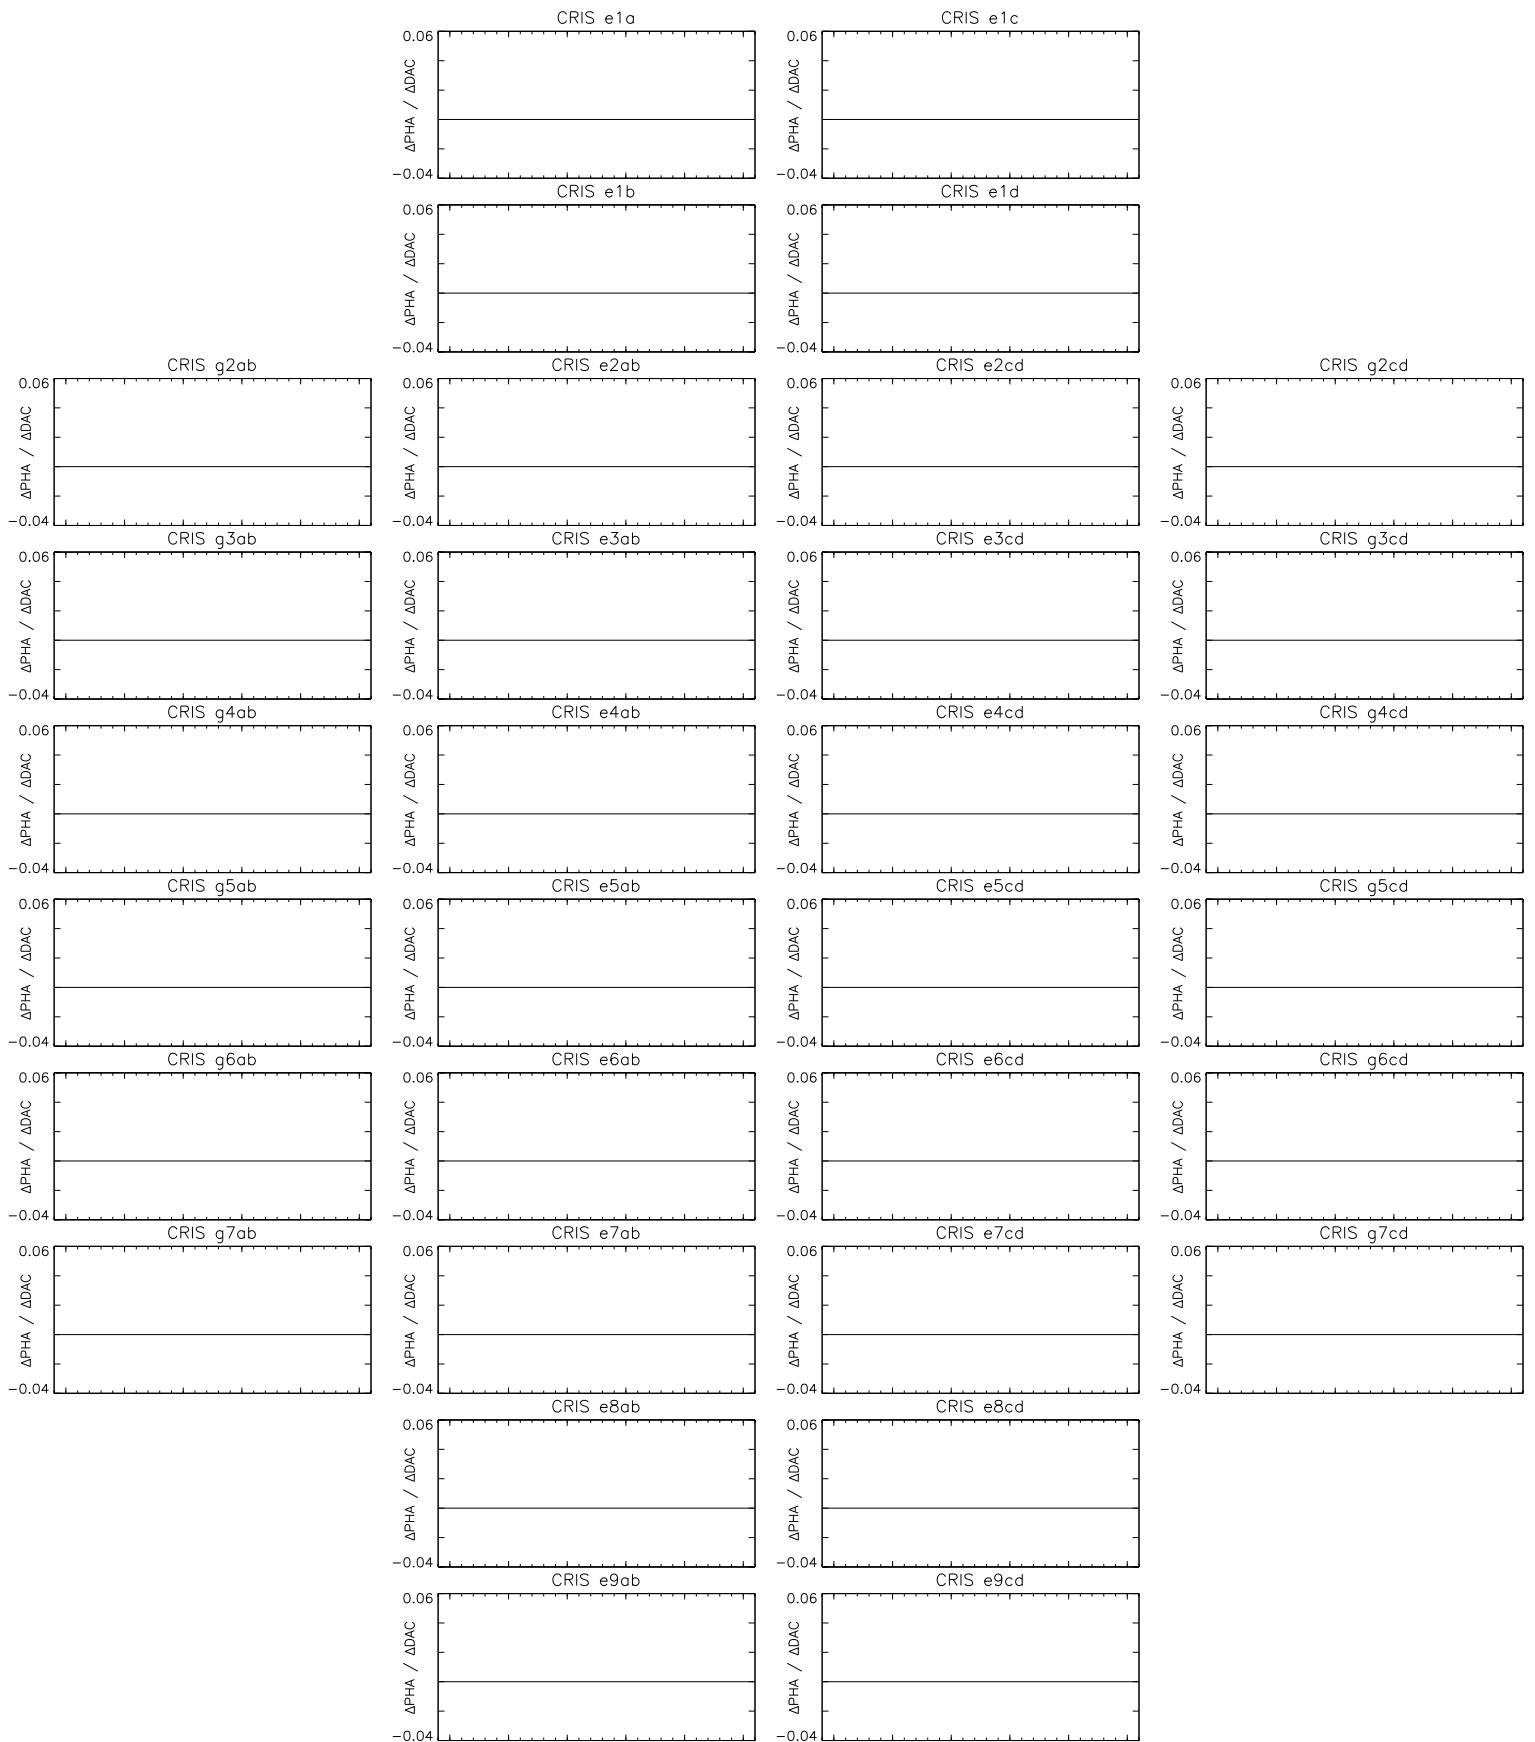 CRIS e1a CRIS e1c
0.06 0.06
ΔPHA / ΔDAC ΔPHA / ΔDAC
−0.04 −0.04
CRIS e1b CRIS e1d
0.06 0.06
ΔPHA / ΔDAC ΔPHA / ΔDAC
−0.04 −0.04
CRIS g2ab CRIS e2ab CRIS e2cd CRIS g2cd
0.06 0.06 0.06 0.06
ΔPHA / ΔDAC ΔPHA / ΔDAC ΔPHA / ΔDAC ΔPHA / ΔDAC
−0.04 −0.04 −0.04 −0.04
CRIS g3ab CRIS e3ab CRIS e3cd CRIS g3cd
0.06 0.06 0.06 0.06
ΔPHA / ΔDAC ΔPHA / ΔDAC ΔPHA / ΔDAC ΔPHA / ΔDAC
−0.04 −0.04 −0.04 −0.04
CRIS g4ab CRIS e4ab CRIS e4cd CRIS g4cd
0.06 0.06 0.06 0.06
ΔPHA / ΔDAC ΔPHA / ΔDAC ΔPHA / ΔDAC ΔPHA / ΔDAC
−0.04 −0.04 −0.04 −0.04
CRIS g5ab CRIS e5ab CRIS e5cd CRIS g5cd
0.06 0.06 0.06 0.06
ΔPHA / ΔDAC ΔPHA / ΔDAC ΔPHA / ΔDAC ΔPHA / ΔDAC
−0.04 −0.04 −0.04 −0.04
CRIS g6ab CRIS e6ab CRIS e6cd CRIS g6cd
0.06 0.06 0.06 0.06
ΔPHA / ΔDAC ΔPHA / ΔDAC ΔPHA / ΔDAC ΔPHA / ΔDAC
−0.04 −0.04 −0.04 −0.04
CRIS g7ab CRIS e7ab CRIS e7cd CRIS g7cd
0.06 0.06 0.06 0.06
ΔPHA / ΔDAC ΔPHA / ΔDAC ΔPHA / ΔDAC ΔPHA / ΔDAC
−0.04 −0.04 −0.04 −0.04
CRIS e8ab CRIS e8cd
0.06 0.06
ΔPHA / ΔDAC ΔPHA / ΔDAC
−0.04 −0.04
CRIS e9ab CRIS e9cd
0.06 0.06
ΔPHA / ΔDAC ΔPHA / ΔDAC
−0.04 −0.04